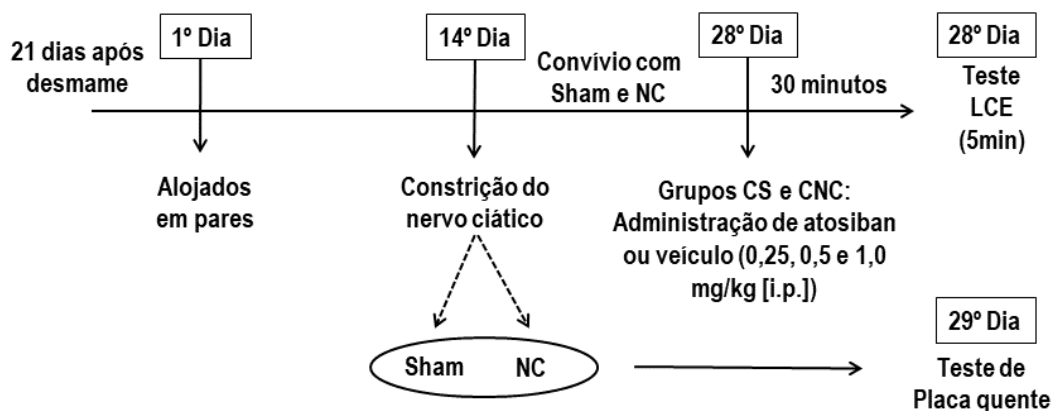 21 dias após
desmame
1º Dia
Alojados
em pares
14º Dia
Constrição do
nervo ciático
Sham NC
Convívio com
Sham e NC
28º Dia
Grupos CS e CNC:
Administração de atosiban
ou veículo (0,25, 0,5 e 1,0
mg/kg [i.p.])
30 minutos
28º Dia
Teste
LCE
(5min)
29º Dia
Teste de
Placa quente